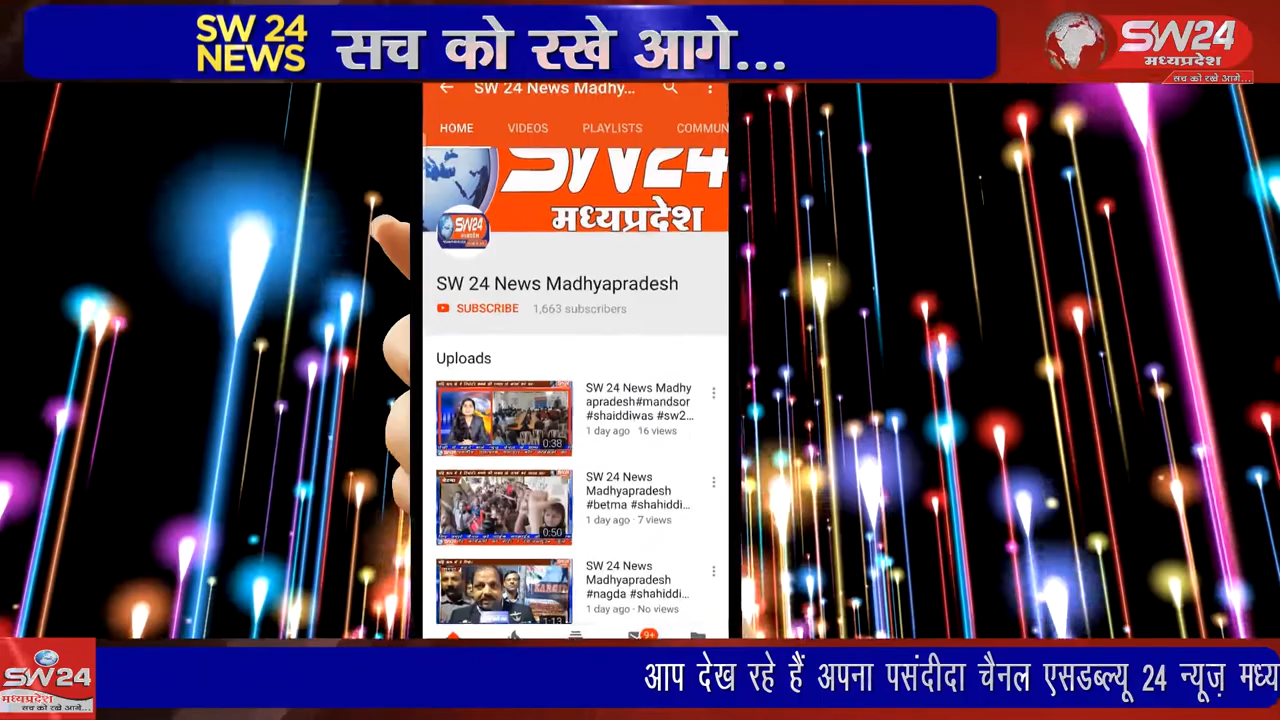 SW 24
NEWS
सच को रखे आगे...
SW24
मध्यप्रदेश
सच को रखे आगे...
SW 24 News Madhy...
HOME VIDEOS PLAYLISTS COMMUN
SW24
मध्यप्रदेश
SW24
SW 24 News Madhyapradesh
SUBSCRIBE 1,663 subscribers
Uploads
SW 24 News Madhy
apradesh#mandsor
#shaiddiwas #sw2...
1 day ago · 16 views
0:38
SW 24 News
Madhyapradesh
#betma #shahiddi...
1 day ago · 7 views
0:50
SW 24 News
Madhyapradesh
#nagda #shahiddi...
1 day ago · No views
1:13
9+
SW24
मध्यप्रदेश
सच को रखे आगे...
आप देख रहे हैं अपना पसंदीदा चैनल एसडब्ल्यू 24 न्यूज़ मध्य